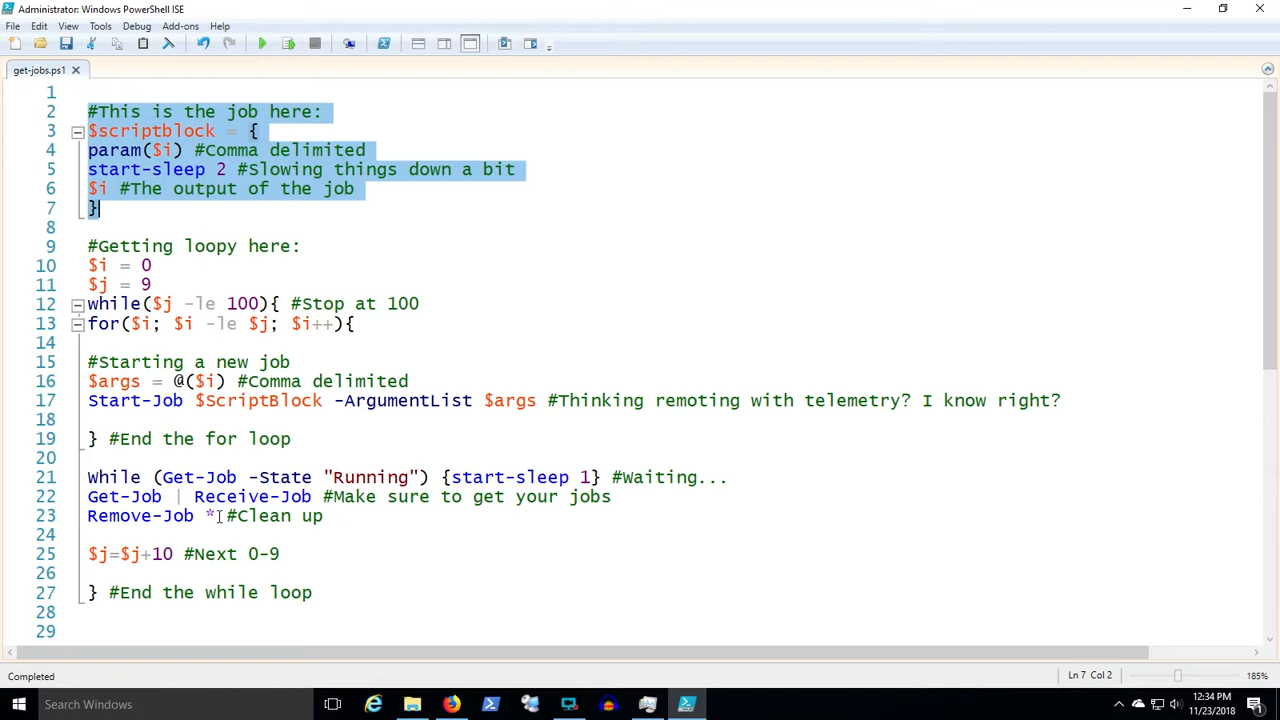 Administrator: Windows PowerShell ISE
File Edit View Tools Debug Add-ons Help
get-jobs.ps1
1
2 #This is the job here:
3 $scriptblock = {
4 param($i) #Comma delimited
5 start-sleep 2 #Slowing things down a bit
6 $i #The output of the job
7 }
8
9 #Getting loopy here:
10 $i = 0
11 $j = 9
12 while($j -le 100){ #Stop at 100
13 for($i; $i -le $j; $i++){
14
15 #Starting a new job
16 $args = @($i) #Comma delimited
17 Start-Job $ScriptBlock -ArgumentList $args #Thinking remoting with telemetry? I know right?
18
19 } #End the for loop
20
21 While (Get-Job -State "Running") {start-sleep 1} #Waiting...
22 Get-Job | Receive-Job #Make sure to get your jobs
23 Remove-Job * #Clean up
24
25 $j=$j+10 #Next 0-9
26
27 } #End the while loop
28
29
Completed Ln 7 Col 2 185%
Search Windows 12:34 PM
11/23/2018